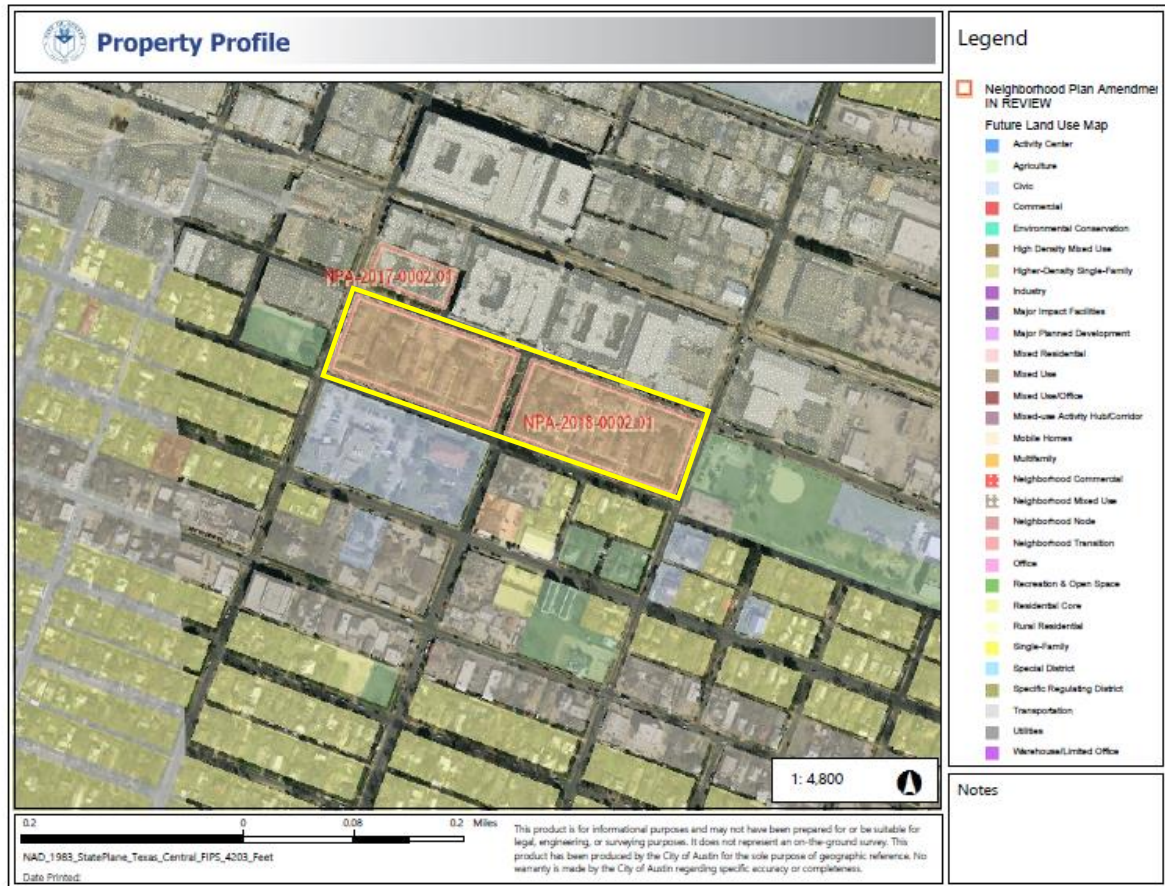 Property Profile
NPA-2017-0002.01
NPA-2018-0002.01
1: 4,800
0.2 0 0.08 0.2 Miles
NAD_1983_StatePlane_Texas_Central_FIPS_4203_Feet
Date Printed:
This product is for informational purposes and may not have been prepared for or be suitable for
legal, engineering, or surveying purposes. It does not represent an on-the-ground survey. This
product has been produced by the City of Austin for the sole purpose of geographic reference. No
warranty is made by the City of Austin regarding specific accuracy or completeness.
Legend
Neighborhood Plan Amendmer
IN REVIEW
Future Land Use Map
Activity Center
Agriculture
Civic
Commercial
Environmental Conservation
High Density Mixed Use
Higher-Density Single-Family
Industry
Major Impact Facilities
Major Planned Development
Mixed Residential
Mixed Use
Mixed Use/Office
Mixed-use Activity Hub/Corridor
Mobile Homes
Multifamily
Neighborhood Commercial
Neighborhood Mixed Use
Neighborhood Node
Neighborhood Transition
Office
Recreation & Open Space
Residential Core
Rural Residential
Single-Family
Special District
Specific Regulating District
Transportation
Utilities
Warehouse/Limited Office
Notes